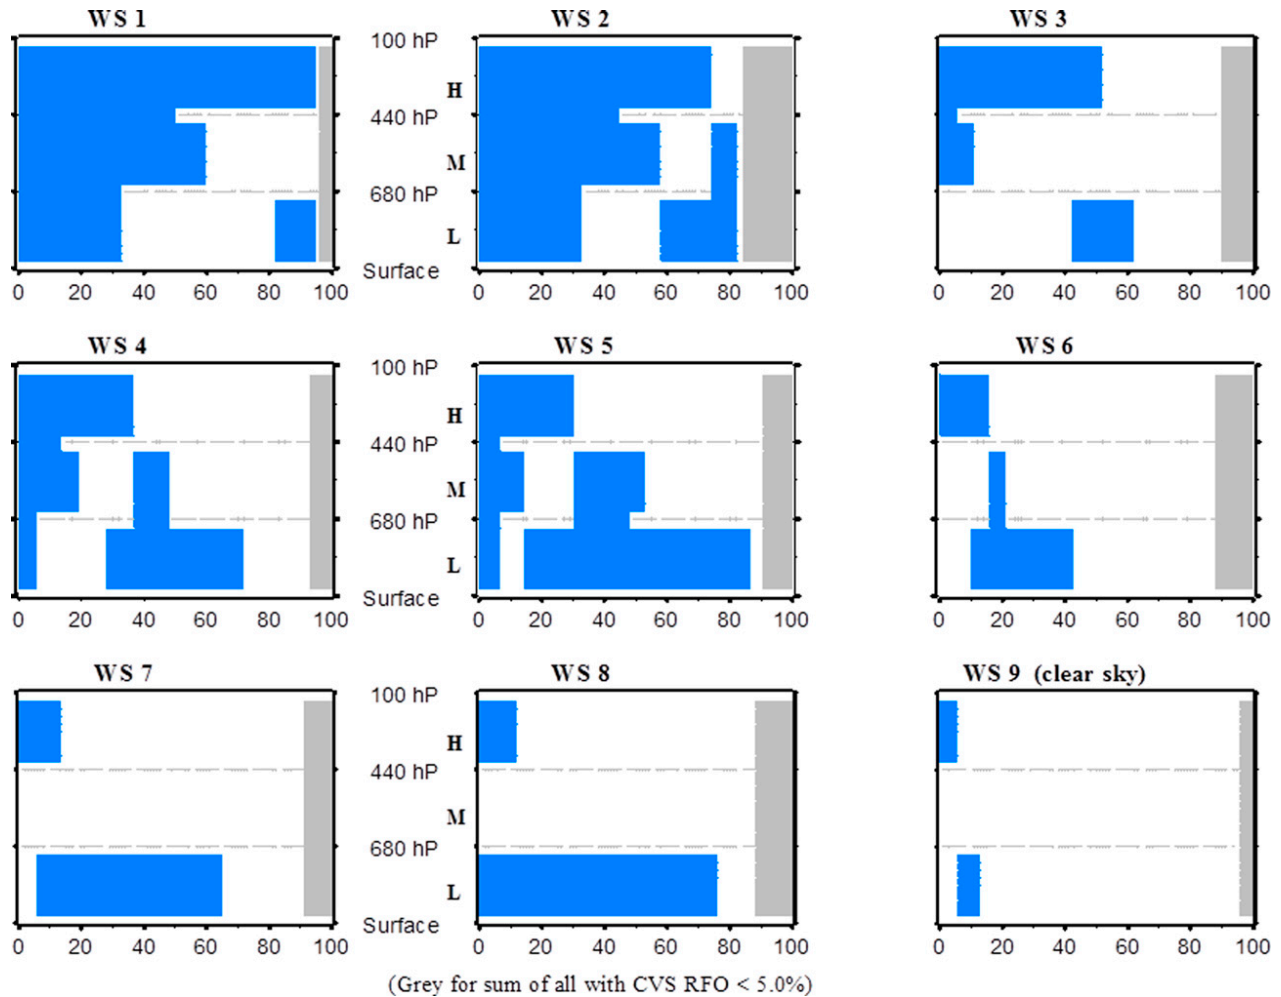 WS 1
WS 2
WS 3
100 hP
H
440 hP
M
680 hP
L
Surface
0 20 40 60 80 100
0 20 40 60 80 100
0 20 40 60 80 100
WS 4
WS 5
WS 6
100 hP
H
440 hP
M
680 hP
L
Surface
0 20 40 60 80 100
0 20 40 60 80 100
0 20 40 60 80 100
WS 7
WS 8
WS 9 (clear sky)
100 hP
H
440 hP
M
680 hP
L
Surface
0 20 40 60 80 100
0 20 40 60 80 100
0 20 40 60 80 100
(Grey for sum of all with CVS RFO < 5.0%)